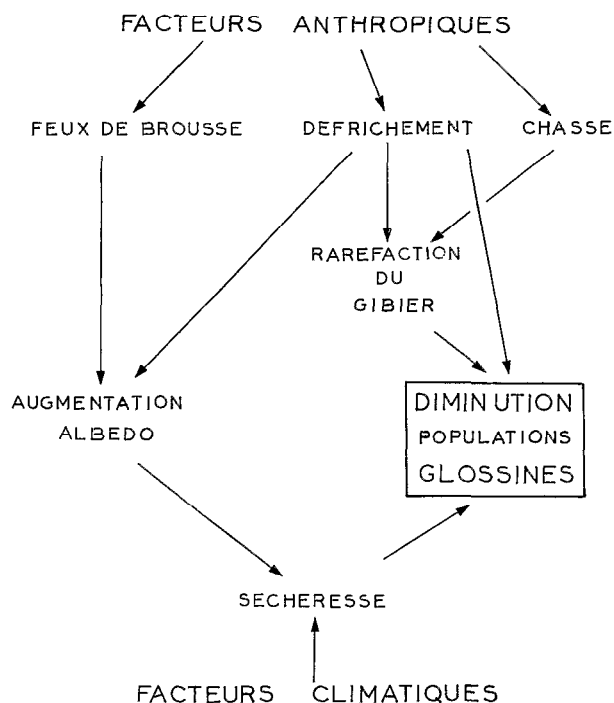 FACTEURS ANTHROPIQUES
FEUX DE BROUSSE
DEFRICHEMENT
CHASSE
RAREFACTION
DU
GIBIER
AUGMENTATION
ALBEDO
DIMINUTION
POPULATIONS
GLOSSINES
SECHERESSE
FACTEURS CLIMATIQUES